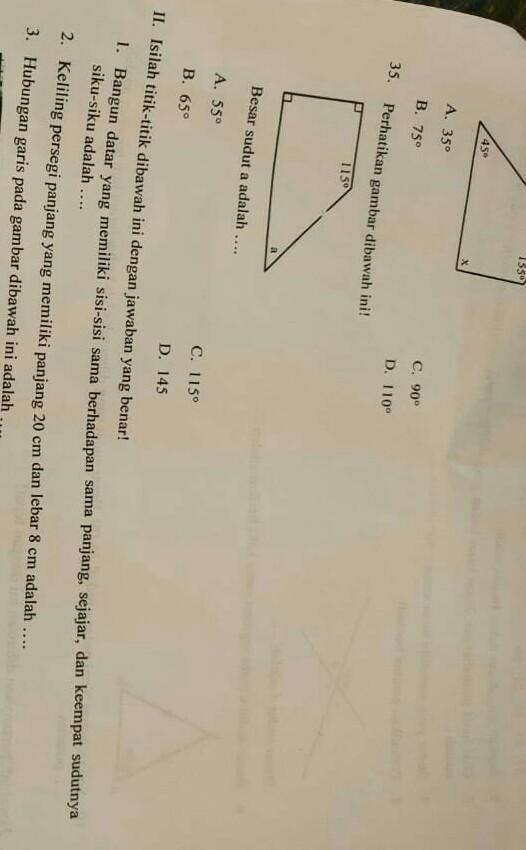 155°
45°
x
A. 35°
B. 75°
C. 90°
D. 110°
35. Perhatikan gambar dibawah ini!
115°
a
Besar sudut a adalah ....
A. 55°
B. 65°
C. 115°
D. 145
II. Isilah titik-titik dibawah ini dengan jawaban yang benar!
1. Bangun datar yang memiliki sisi-sisi sama berhadapan sama panjang, sejajar, dan keempat sudutnya
siku-siku adalah ....
2. Keliling persegi panjang yang memiliki panjang 20 cm dan lebar 8 cm adalah ....
3. Hubungan garis pada gambar dibawah ini adalah ....